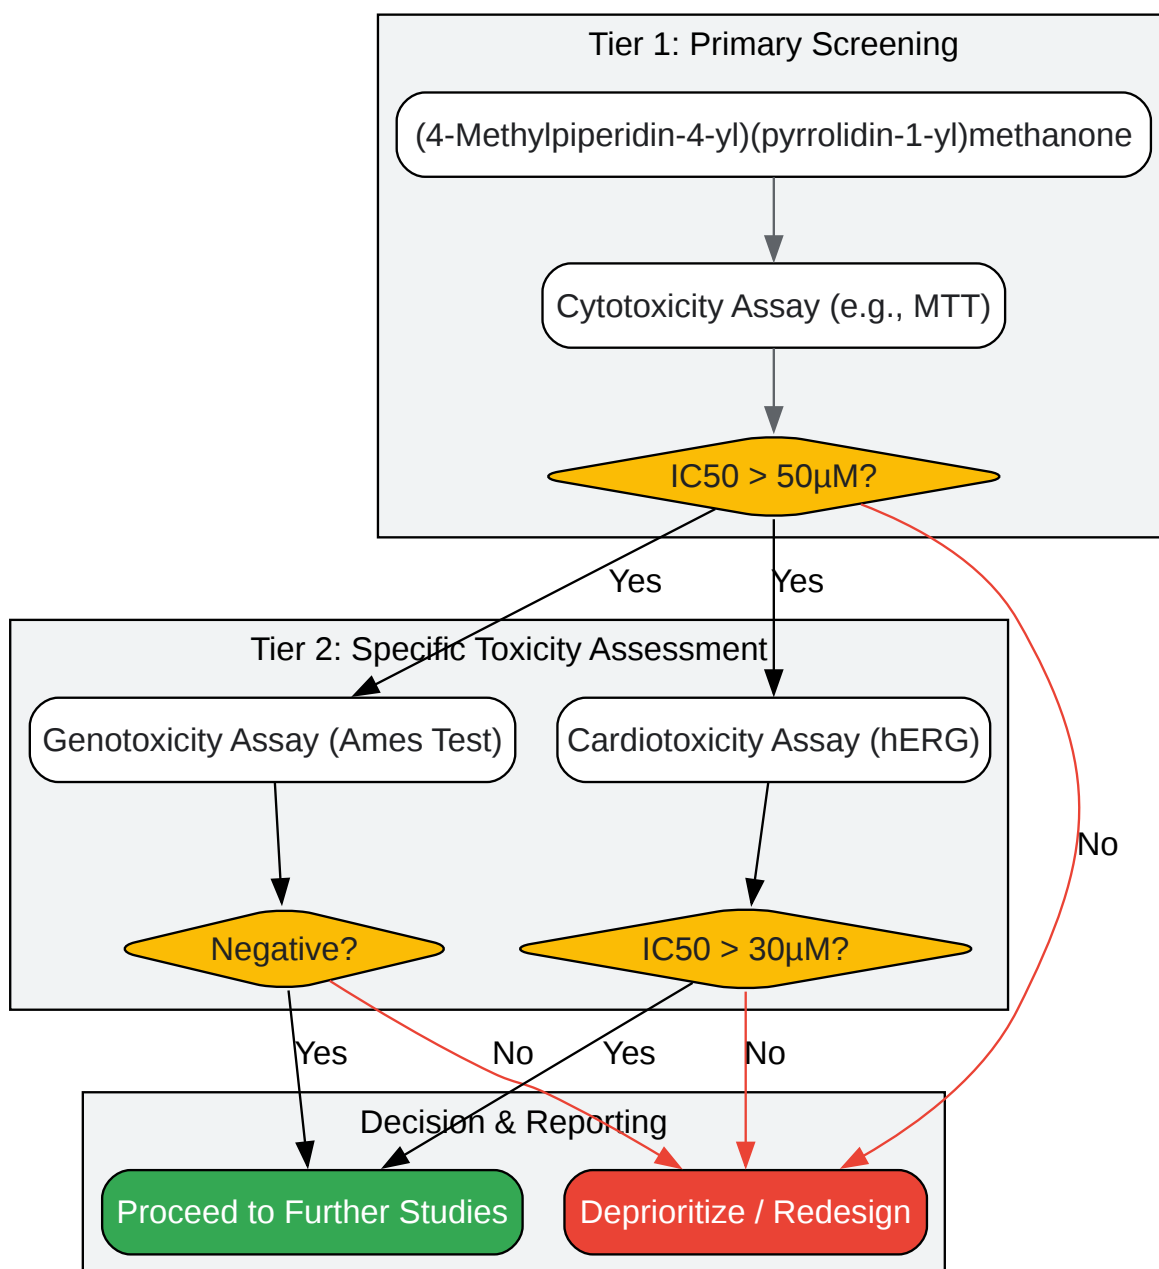 Tier 1: Primary Screening
(4-Methylpiperidin-4-yl)(pyrrolidin-1-yl)methanone
Cytotoxicity Assay (e.g., MTT)
IC50 > 50μM?
Yes
Yes
Tier 2: Specific Toxicity Assessment
Genotoxicity Assay (Ames Test)
Cardiotoxicity Assay (hERG)
No
Negative?
IC50 > 30μM?
Yes
No
Yes
No
Decision & Reporting
Proceed to Further Studies
Deprioritize / Redesign